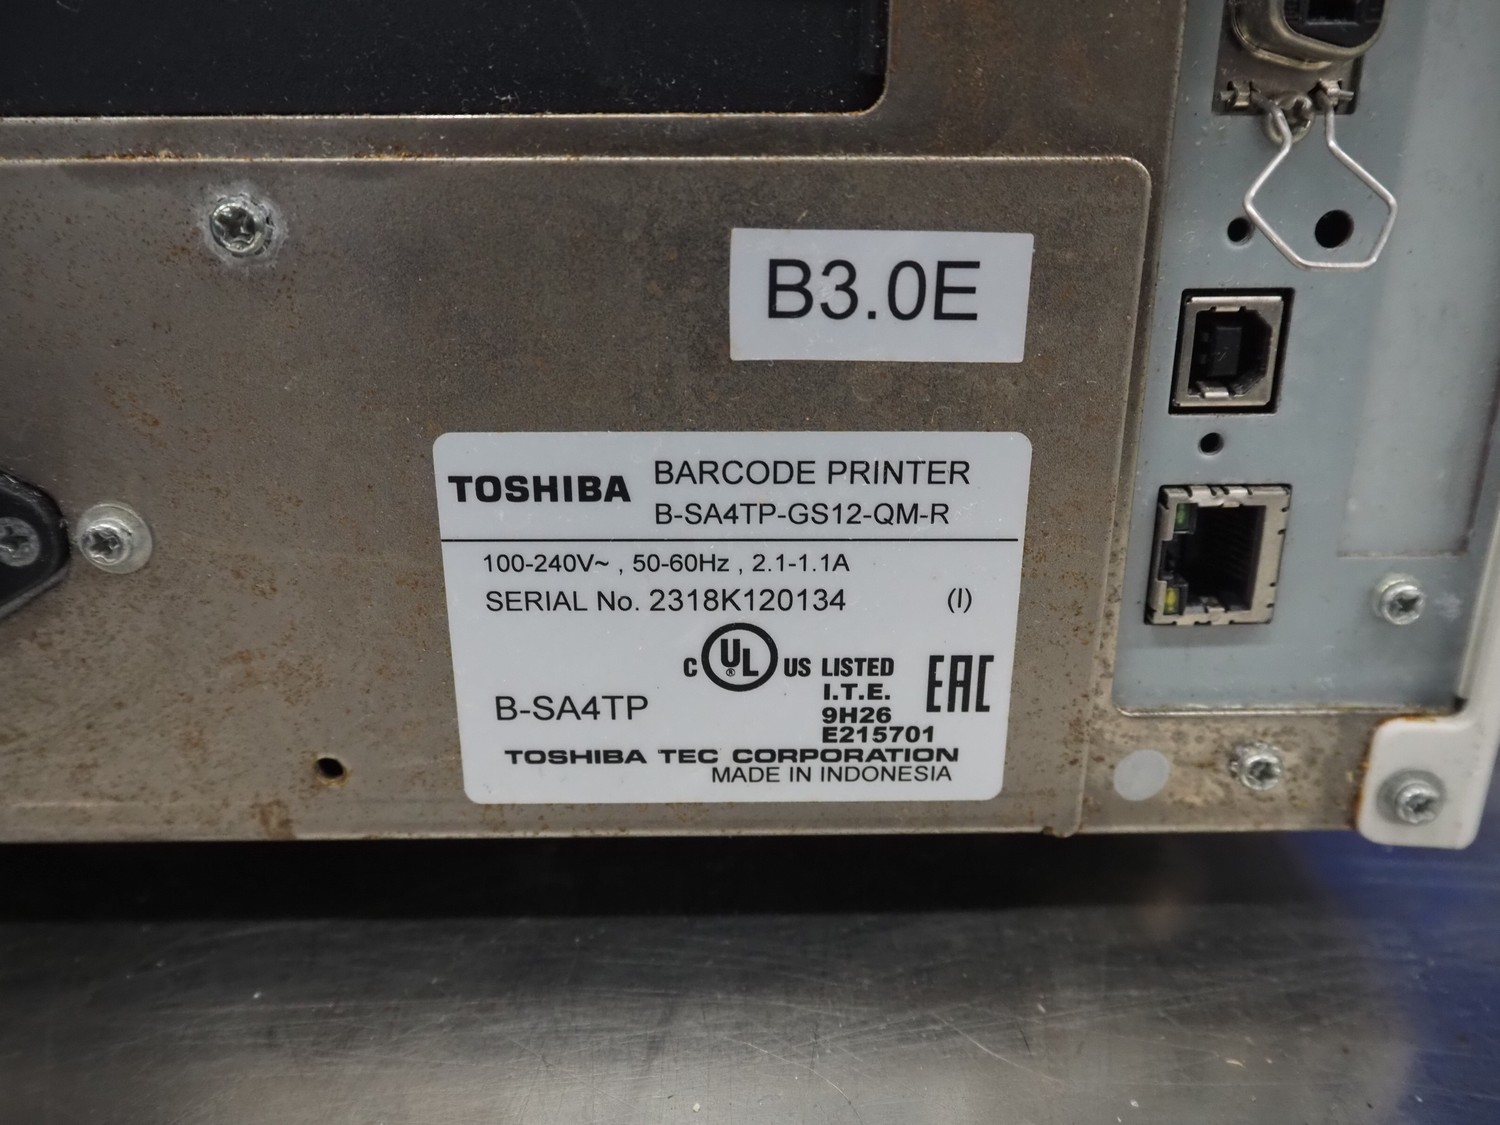 B3.0E
TOSHIBA BARCODE PRINTER
B-SA4TP-GS12-QM-R
100-240V~ , 50-60Hz , 2.1-1.1A
SERIAL No. 2318K120134 (I)
C UL ® US LISTED
I.T.E.
9H26
E215701
EAC
B-SA4TP
TOSHIBA TEC CORPORATION
MADE IN INDONESIA